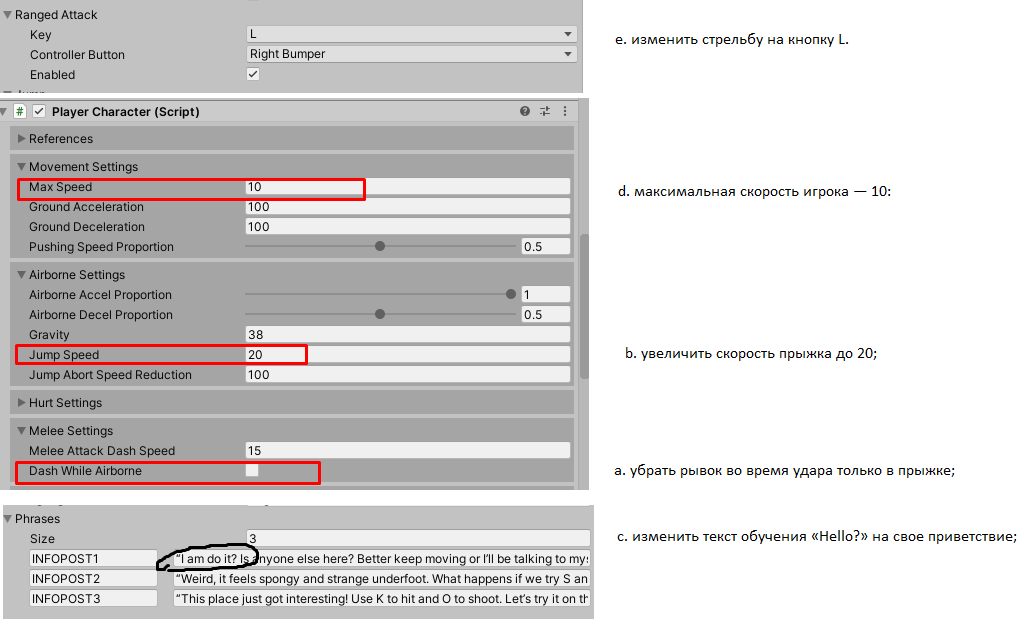 Ranged Attack
Key L
Controller Button Right Bumper
Enabled
e. изменить стрельбу на кнопку L.
# Player Character (Script)
References
Movement Settings
Max Speed 10
d. максимальная скорость игрока — 10:
Ground Acceleration 100
Ground Deceleration 100
Pushing Speed Proportion 0.5
Airborne Settings
Airborne Accel Proportion 1
Airborne Decel Proportion 0.5
Gravity 38
Jump Speed 20
b. увеличить скорость прыжка до 20;
Jump Abort Speed Reduction 100
Hurt Settings
Melee Settings
Melee Attack Dash Speed 15
Dash While Airborne
a. убрать рывок во время удара только в прыжке;
Phrases
Size 3
c. изменить текст обучения «Hello?» на свое приветствие;
INFOPOST1 “I am do it? Is anyone else here? Better keep moving or I’ll be talking to mys
INFOPOST2 “Weird, it feels spongy and strange underfoot. What happens if we try S an
INFOPOST3 “This place just got interesting! Use K to hit and O to shoot. Let’s try it on th